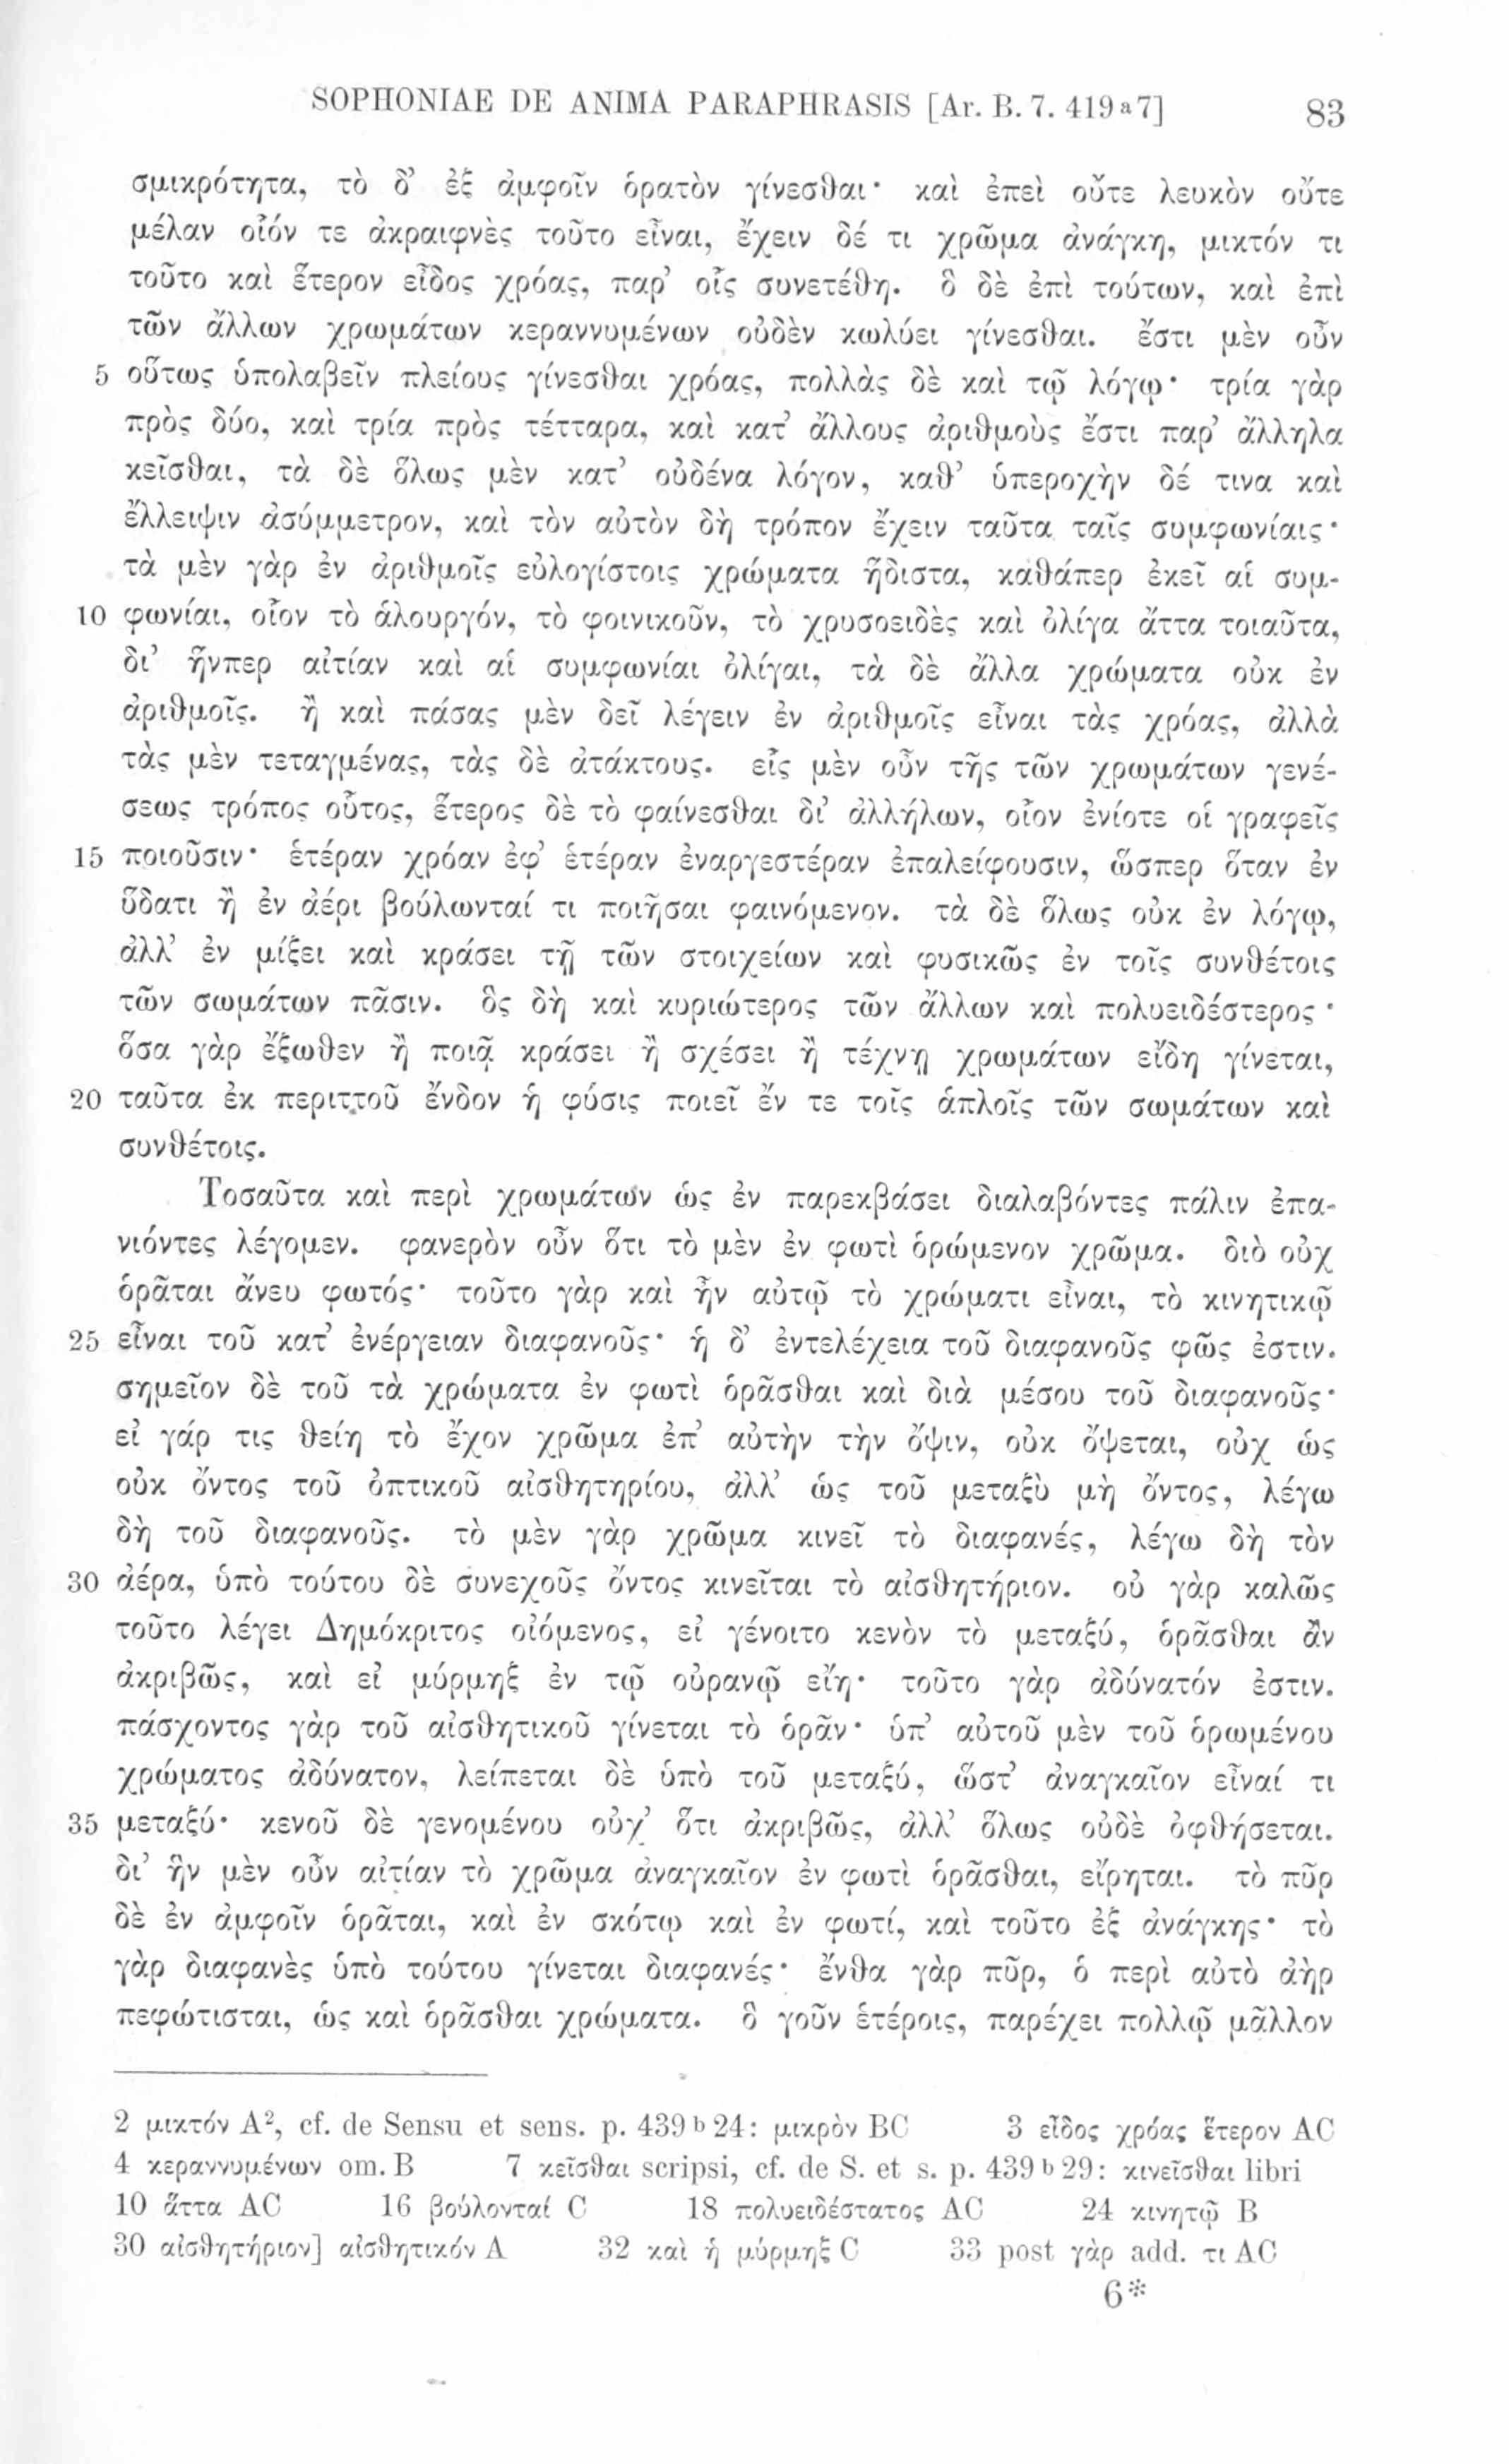 SOPHONIAE DE ANIMA PARAPHRASIS [Ar. B. 7. 419 a 7] 83
σμικρότητα, τὸ δ’ ἐξ ἀμφοῖν ὁρατὸν γίνεσθαι· καὶ ἐπεὶ οὔτε λευκὸν οὔτε
μέλαν οἷόν τε ἀκραιφνὲς τοῦτο εἶναι, ἔχειν δέ τι χρῶμα ἀνάγκη, μικτόν τι
τοῦτο καὶ ἕτερον εἶδος χρόας, παρ’ οἷς συνετέθη. ὃ δὲ ἐπὶ τούτων, καὶ ἐπὶ
τῶν ἄλλων χρωμάτων κεραννυμένων οὐδὲν κωλύει γίνεσθαι. ἔστι μὲν οὖν
5 οὕτως ὑπολαβεῖν πλείους γίνεσθαι χρόας, πολλὰς δὲ καὶ τῷ λόγῳ· τρία γὰρ
πρὸς δύο, καὶ τρία πρὸς τέτταρα, καὶ κατ’ ἄλλους ἀριθμοὺς ἔστι παρ’ ἄλληλα
κεῖσθαι, τὰ δὲ ὅλως μὲν κατ’ οὐδένα λόγον, καθ’ ὑπεροχὴν δέ τινα καὶ
ἔλλειψιν ἀσύμμετρον, καὶ τὸν αὐτὸν δὴ τρόπον ἔχειν ταῦτα ταῖς συμφωνίαις·
τὰ μὲν γὰρ ἐν ἀριθμοῖς εὐλογίστοις χρώματα ἥδιστα, καθάπερ ἐκεῖ αἱ συμ-
10 φωνίαι, οἷον τὸ ἁλουργόν, τὸ φοινικοῦν, τὸ χρυσοειδὲς καὶ ὀλίγα ἄττα τοιαῦτα,
δι’ ἥνπερ αἰτίαν καὶ αἱ συμφωνίαι ὀλίγαι, τὰ δὲ ἄλλα χρώματα οὐκ ἐν
ἀριθμοῖς. ἢ καὶ πάσας μὲν δεῖ λέγειν ἐν ἀριθμοῖς εἶναι τὰς χρόας, ἀλλὰ
τὰς μὲν τεταγμένας, τὰς δὲ ἀτάκτους. εἷς μὲν οὖν τῆς τῶν χρωμάτων γενέ-
σεως τρόπος οὗτος, ἕτερος δὲ τὸ φαίνεσθαι δι’ ἀλλήλων, οἷον ἐνίοτε οἱ γραφεῖς
15 ποιοῦσιν· ἑτέραν χρόαν ἐφ’ ἑτέραν ἐναργεστέραν ἐπαλείφουσιν, ὥσπερ ὅταν ἐν
ὕδατι ἢ ἐν ἀέρι βούλωνταί τι ποιῆσαι φαινόμενον. τὰ δὲ ὅλως οὐκ ἐν λόγῳ,
ἀλλ’ ἐν μίξει καὶ κράσει τῇ τῶν στοιχείων καὶ φυσικῶς ἐν τοῖς συνθέτοις
τῶν σωμάτων πᾶσιν. ὃς δὴ καὶ κυριώτερος τῶν ἄλλων καὶ πολυειδέστερος·
ὅσα γὰρ ἔξωθεν ἢ ποιᾷ κράσει ἢ σχέσει ἢ τέχνῃ χρωμάτων εἴδη γίνεται,
20 ταῦτα ἐκ περιττοῦ ἔνδον ἡ φύσις ποιεῖ ἔν τε τοῖς ἁπλοῖς τῶν σωμάτων καὶ
συνθέτοις.
Τοσαῦτα καὶ περὶ χρωμάτων ὡς ἐν παρεκβάσει διαλαβόντες πάλιν ἐπα-
νιόντες λέγομεν. φανερὸν οὖν ὅτι τὸ μὲν ἐν φωτὶ ὁρώμενον χρῶμα. διὸ οὐχ
ὁρᾶται ἄνευ φωτός· τοῦτο γὰρ καὶ ἦν αὐτῷ τὸ χρώματι εἶναι, τὸ κινητικῷ
25 εἶναι τοῦ κατ’ ἐνέργειαν διαφανοῦς· ἡ δ’ ἐντελέχεια τοῦ διαφανοῦς φῶς ἐστιν.
σημεῖον δὲ τοῦ τὰ χρώματα ἐν φωτὶ ὁρᾶσθαι καὶ διὰ μέσου τοῦ διαφανοῦς·
εἰ γάρ τις θείη τὸ ἔχον χρῶμα ἐπ’ αὐτὴν τὴν ὄψιν, οὐκ ὄψεται, οὐχ ὡς
οὐκ ὄντος τοῦ ὀπτικοῦ αἰσθητηρίου, ἀλλ’ ὡς τοῦ μεταξὺ μὴ ὄντος, λέγω
δὴ τοῦ διαφανοῦς. τὸ μὲν γὰρ χρῶμα κινεῖ τὸ διαφανές, λέγω δὴ τὸν
30 ἀέρα, ὑπὸ τούτου δὲ συνεχοῦς ὄντος κινεῖται τὸ αἰσθητήριον. οὐ γὰρ καλῶς
τοῦτο λέγει Δημόκριτος οἰόμενος, εἰ γένοιτο κενὸν τὸ μεταξύ, ὁρᾶσθαι ἂν
ἀκριβῶς, καὶ εἰ μύρμηξ ἐν τῷ οὐρανῷ εἴη· τοῦτο γὰρ ἀδύνατόν ἐστιν.
πάσχοντος γὰρ τοῦ αἰσθητικοῦ γίνεται τὸ ὁρᾶν· ὑπ’ αὐτοῦ μὲν τοῦ ὁρωμένου
χρώματος ἀδύνατον, λείπεται δὲ ὑπὸ τοῦ μεταξύ, ὥστ’ ἀναγκαῖον εἶναί τι
35 μεταξύ· κενοῦ δὲ γενομένου οὐχ’ ὅτι ἀκριβῶς, ἀλλ’ ὅλως οὐδὲ ὀφθήσεται.
δι’ ἣν μὲν οὖν αἰτίαν τὸ χρῶμα ἀναγκαῖον ἐν φωτὶ ὁρᾶσθαι, εἴρηται. τὸ πῦρ
δὲ ἐν ἀμφοῖν ὁρᾶται, καὶ ἐν σκότῳ καὶ ἐν φωτί, καὶ τοῦτο ἐξ ἀνάγκης· τὸ
γὰρ διαφανὲς ὑπὸ τούτου γίνεται διαφανές· ἔνθα γὰρ πῦρ, ὁ περὶ αὐτὸ ἀὴρ
πεφώτισται, ὡς καὶ ὁρᾶσθαι χρώματα. ὃ γοῦν ἑτέροις, παρέχει πολλῷ μᾶλλον
2 μικτόν A², cf. de Sensu et sens. p. 439 b 24: μικρὸν BC 3 εἶδος χρόας ἕτερον AC
4 κεραννυμένων om. B 7 κεῖσθαι scripsi, cf. de S. et s. p. 439 b 29: κινεῖσθαι libri
10 ἅττα AC 16 βούλονταί C 18 πολυειδέστατος AC 24 κινητῷ B
30 αἰσθητήριον] αἰσθητικόν A 32 καὶ ἡ μύρμηξ C 33 post γὰρ add. τι AC
6*